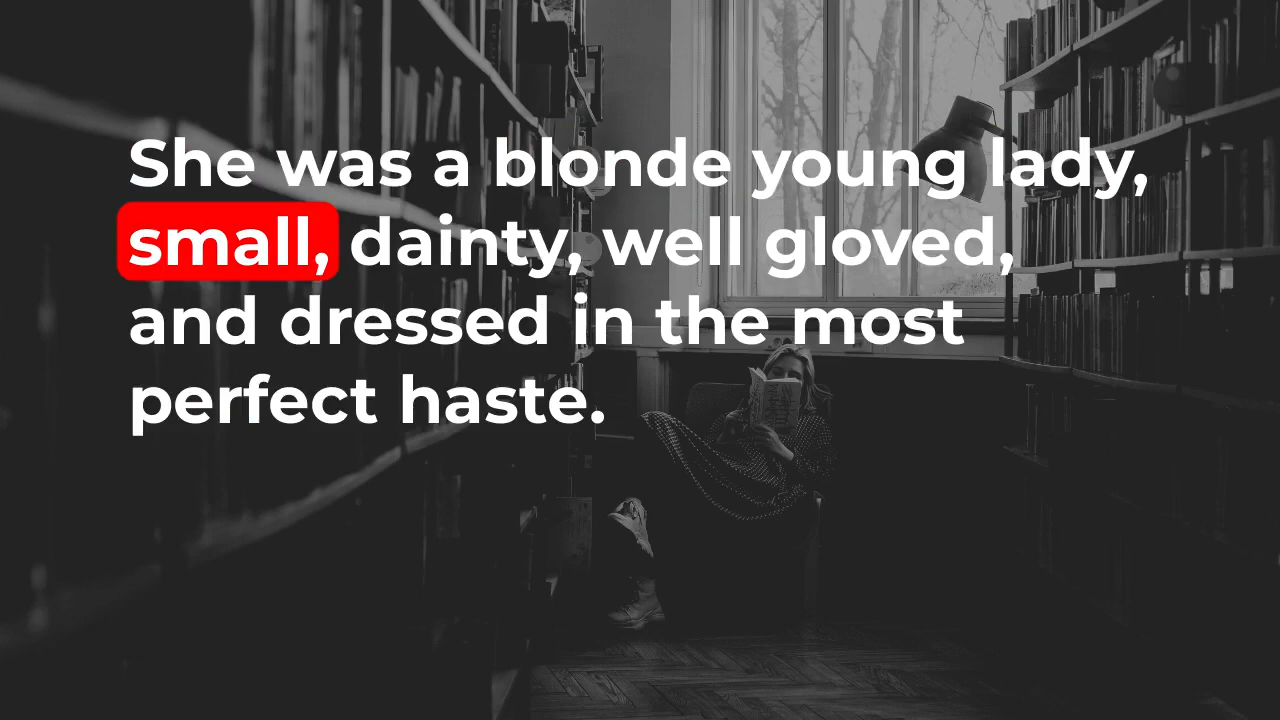 She was a blonde young lady,
small, dainty, well gloved,
and dressed in the most
perfect haste.